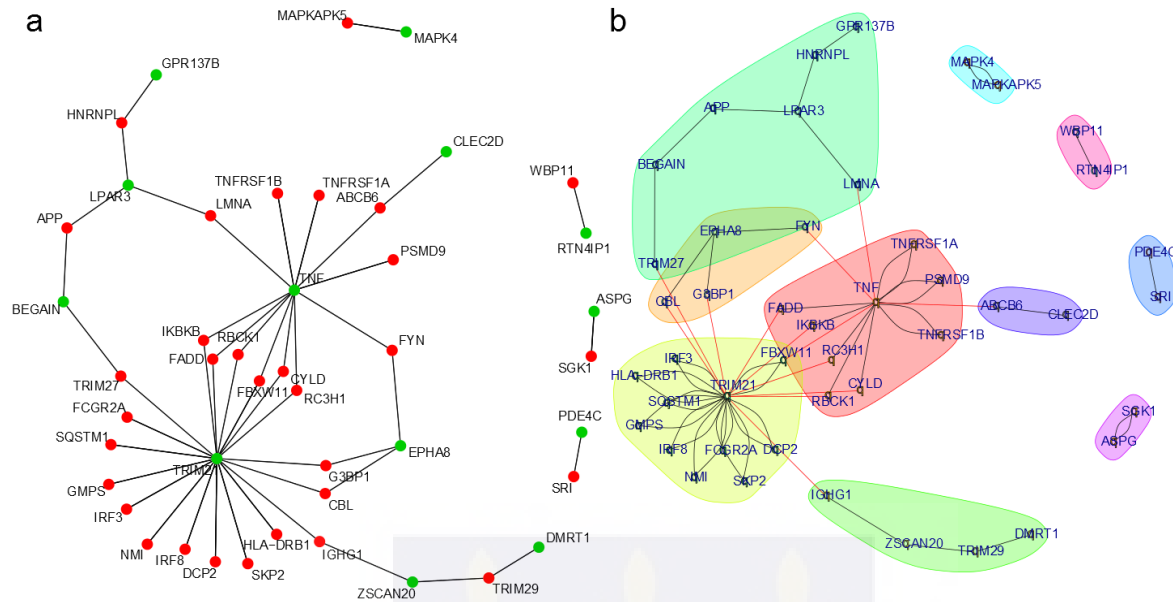 a
MAPKAPK5
MAPK4
GPR137B
HNRNPL
CLEC2D
TNFRSF1B
TNFRSF1A
ABCB6
LPAR3
LMNA
APP
PSMD9
TNF
BEGAIN
IKBKB
RBCK1
FADD
FYN
CYLD
FBXW11
RC3H1
TRIM27
FCGR2A
SQSTM1
EPHA8
G3BP1
GMPS
CBL
IRF3
HLA-DRB1
IGHG1
NMI
IRF8
DCP2
SKP2
DMRT1
ZSCAN20
TRIM29
WBP11
RTN4IP1
ASPG
SGK1
PDE4C
SRI
b
GPR137B
HNRNPL
MAPK4
MAPKAPK5
APP
LPAR3
WBP11
BEGAIN
RTN4IP1
LMNA
EPHA8
FYN
TNFRSF1A
PDE4C
TRIM27
PSMD9
TNF
CBL
G3BP1
SRI
FADD
ABCB6
CLEC2D
IKBKB
TNFRSF1B
IRF3
FBXW11
RC3H1
HLA-DRB1
TRIM21
CYLD
SQSTM1
RBCK1
SGK1
GMPS
ASPG
IRF8
FCGR2A
DCP2
NMI
SKP2
IGHG1
DMRT1
ZSCAN20
TRIM29